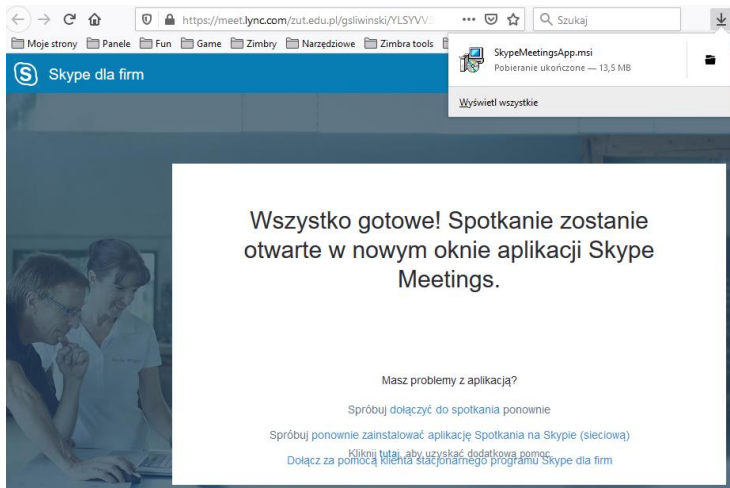 https://meet.lync.com/zut.edu.pl/gsliwinski/YLSYVV
Szukaj
Moje strony Panele Fun Game Zimbry Narzędziowe Zimbra tools
SkypeMeetingsApp.msi
Pobieranie ukończone — 13,5 MB
Wyświetl wszystkie
S Skype dla firm
Wszystko gotowe! Spotkanie zostanie
otwarte w nowym oknie aplikacji Skype
Meetings.
Masz problemy z aplikacją?
Spróbuj dołączyć do spotkania ponownie
Spróbuj ponownie zainstalować aplikację Spotkania na Skypie (sieciową)
Kliknij tutaj, aby uzyskać dodatkową pomoc.
Dołącz za pomocą klienta stacjonarnego programu Skype dla firm